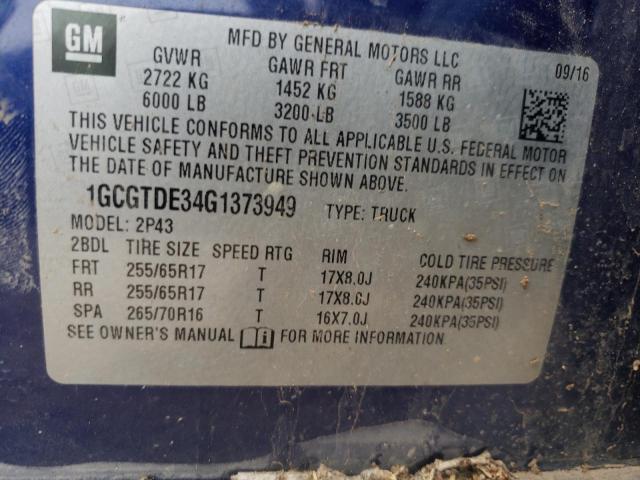 GM
MFD BY GENERAL MOTORS LLC
GVWR GAWR FRT GAWR RR 09/16
2722 KG 1452 KG 1588 KG
6000 LB 3200 LB 3500 LB
THIS VEHICLE CONFORMS TO ALL APPLICABLE U.S. FEDERAL MOTOR
VEHICLE SAFETY AND THEFT PREVENTION STANDARDS IN EFFECT ON
THE DATE OF MANUFACTURE SHOWN ABOVE.
1GCGTDE34G1373949 TYPE: TRUCK
MODEL: 2P43
2BDL TIRE SIZE SPEED RTG RIM COLD TIRE PRESSURE
FRT 255/65R17 T 17X8.0J 240KPA(35PSI)
RR 255/65R17 T 17X8.0J 240KPA(35PSI)
SPA 265/70R16 T 16X7.0J 240KPA(35PSI)
SEE OWNER'S MANUAL i FOR MORE INFORMATION.